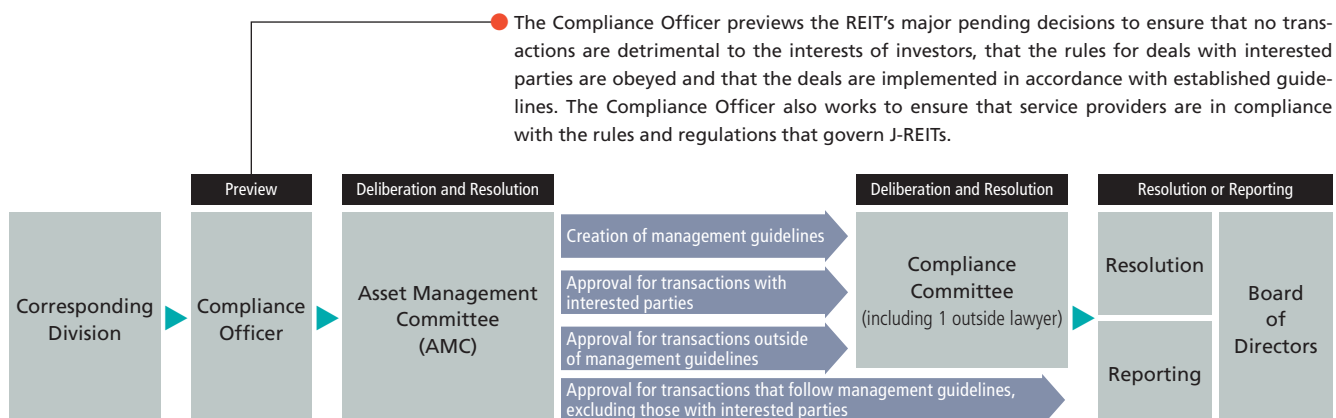 The Compliance Officer previews the REIT's major pending decisions to ensure that no trans-
actions are detrimental to the interests of investors, that the rules for deals with interested
parties are obeyed and that the deals are implemented in accordance with established guide-
lines. The Compliance Officer also works to ensure that service providers are in compliance
with the rules and regulations that govern J-REITs.
Preview
Deliberation and Resolution
Deliberation and Resolution
Resolution or Reporting
Corresponding
Division
Compliance
Officer
Asset Management
Committee
(AMC)
Creation of management guidelines
Approval for transactions with
interested parties
Approval for transactions outside
of management guidelines
Approval for transactions that follow management guidelines,
excluding those with interested parties
Compliance
Committee
(including 1 outside lawyer)
Resolution
Reporting
Board
of
Directors